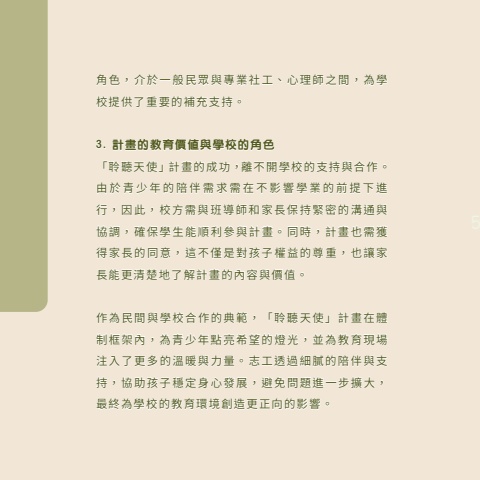 角色，介於一般民眾與專業社工、心理師之間，為學
校提供了重要的補充支持。
3. 計畫的教育價值與學校的角色
「聆聽天使」計畫的成功，離不開學校的支持與合作。
由於青少年的陪伴需求需在不影響學業的前提下進
行，因此，校方需與班導師和家長保持緊密的溝通與
協調，確保學生能順利參與計畫。同時，計畫也需獲
得家長的同意，這不僅是對孩子權益的尊重，也讓家
長能更清楚地了解計畫的內容與價值。
作為民間與學校合作的典範，「聆聽天使」計畫在體
制框架內，為青少年點亮希望的燈光，並為教育現場
注入了更多的溫暖與力量。志工透過細膩的陪伴與支
持，協助孩子穩定身心發展，避免問題進一步擴大，
最終為學校的教育環境創造更正向的影響。